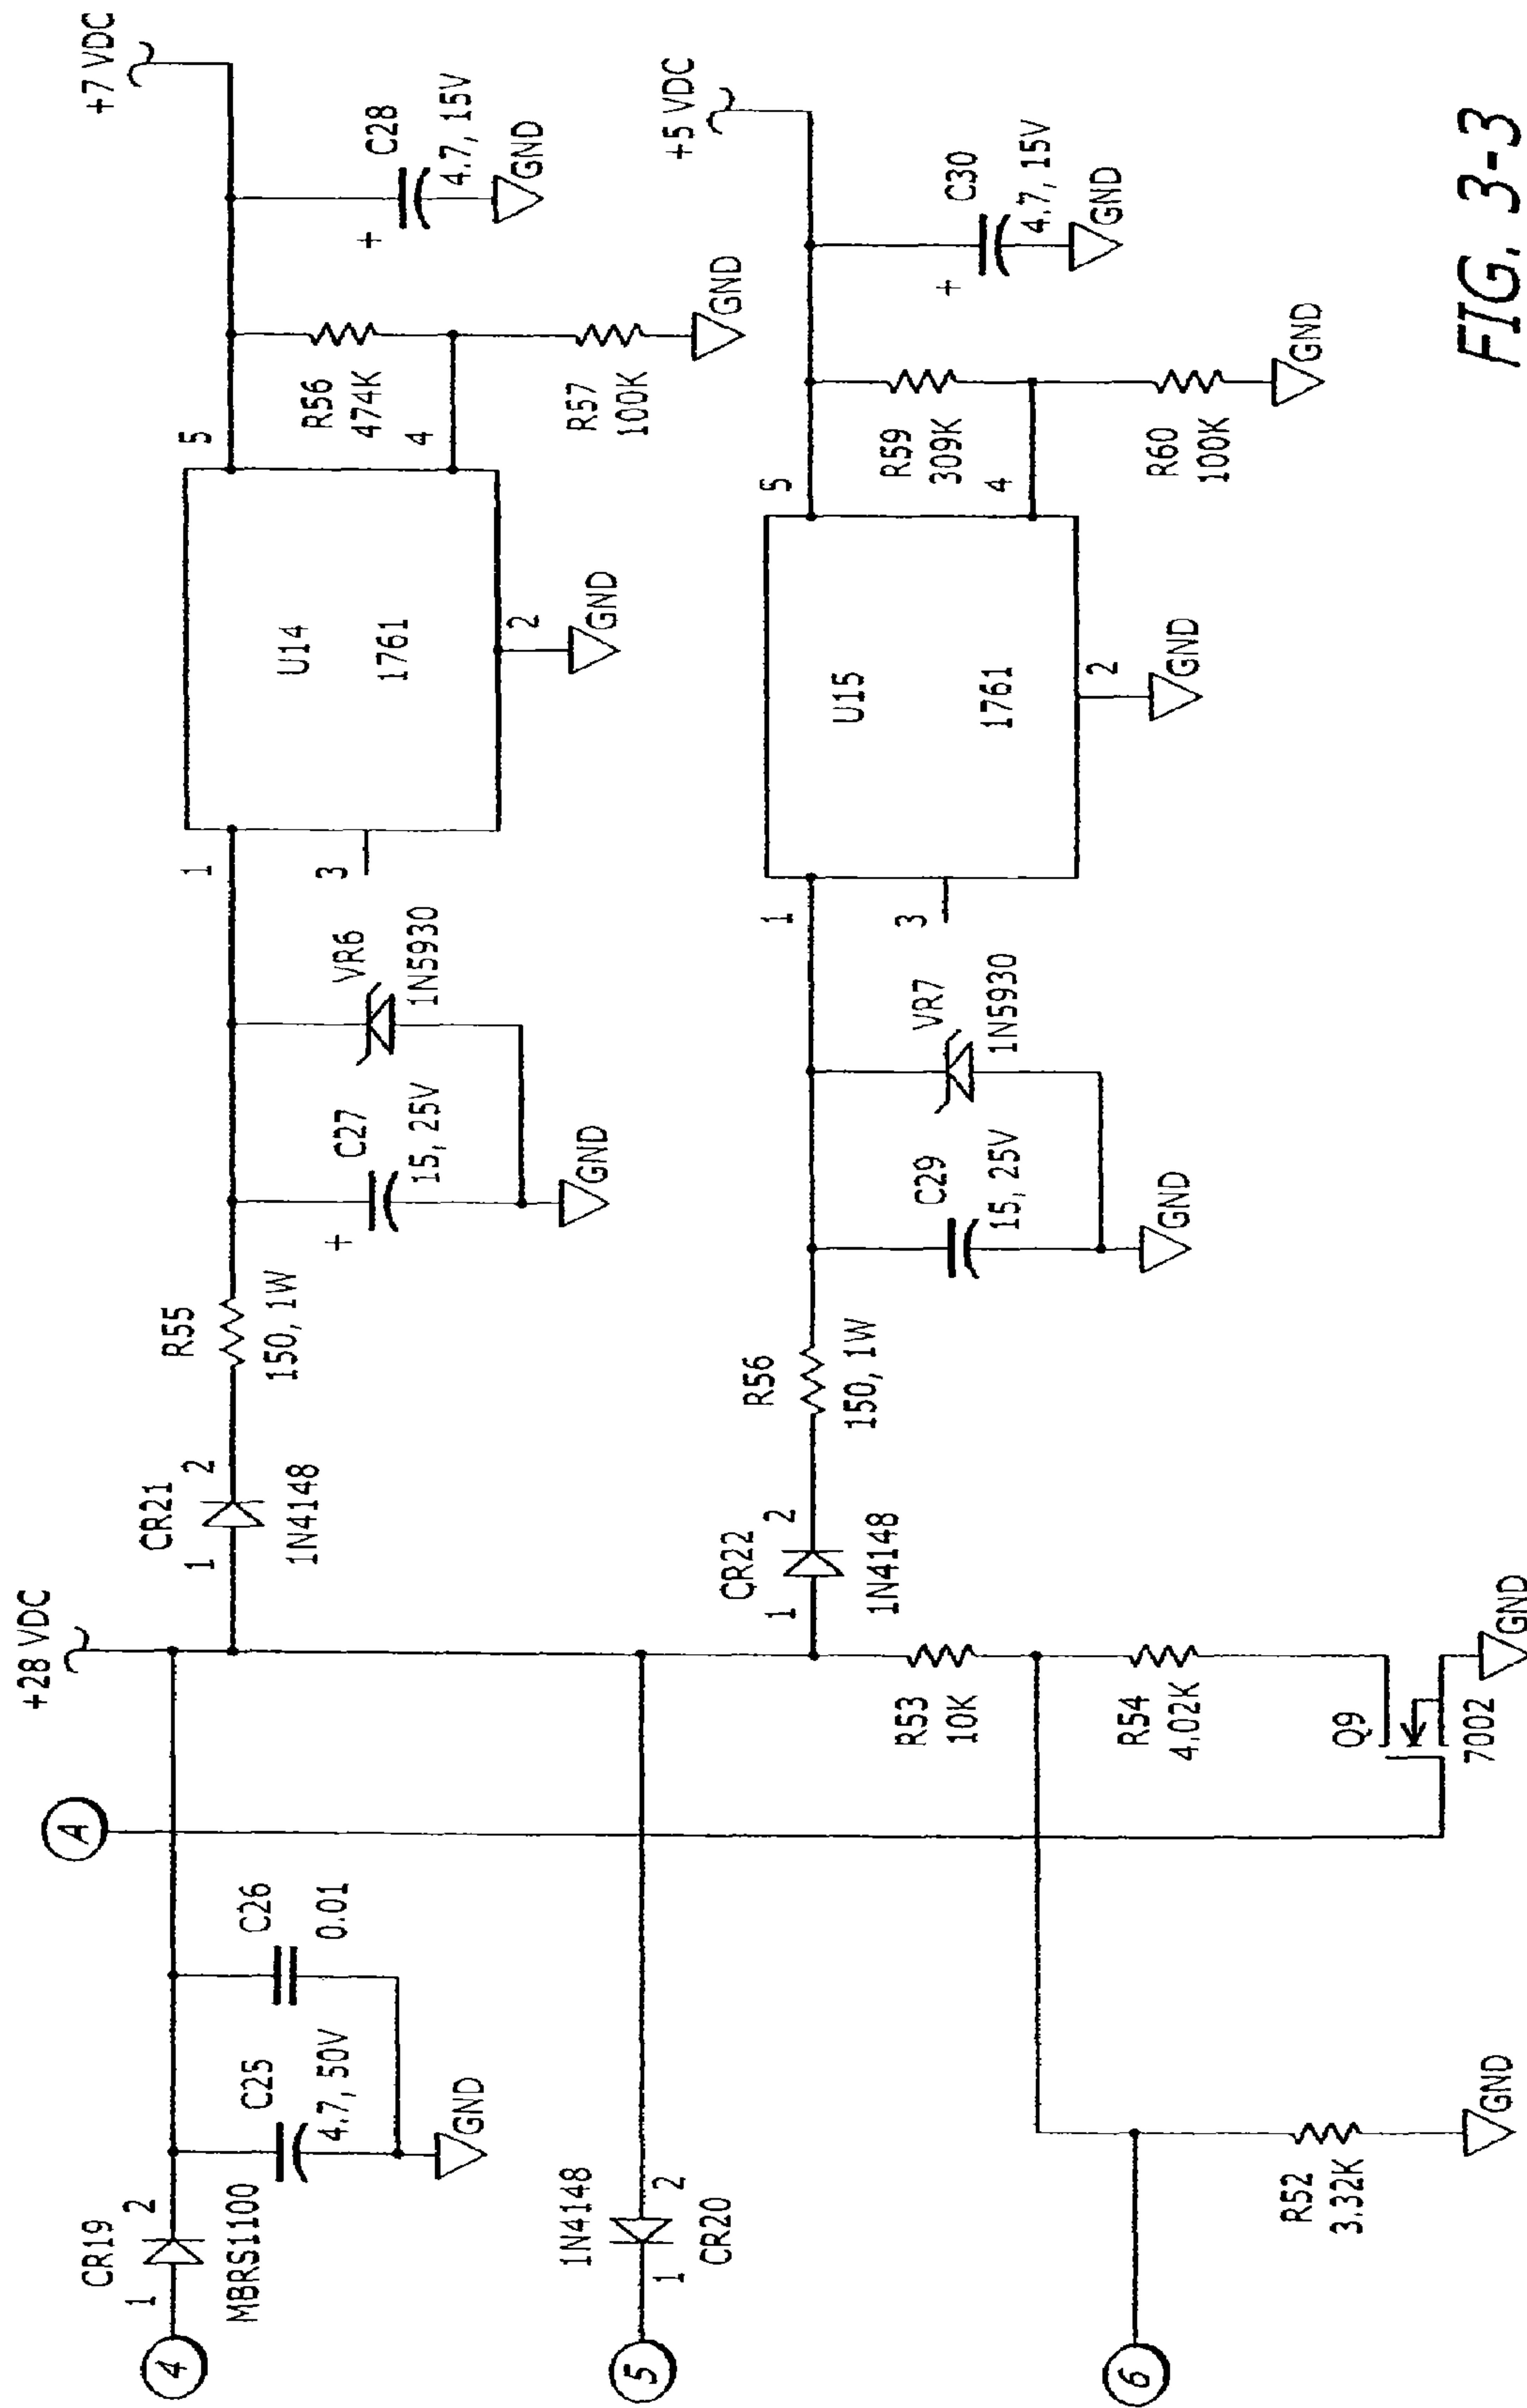 +28 VDC
+7 VDC
+5 VDC
4
1
CR19
2
MBRS1100
C25
4.7, 50V
C26
0.01
GND
A
1
CR21
2
1N4148
R55
150, 1W
+
C27
15, 25V
GND
VR6
1N5930
1
3
U14
1761
2
GND
5
4
R56
474K
R57
100K
GND
+
C28
4.7, 15V
GND
5
1N4148
1
2
CR20
1
CR22
2
1N4148
R56
150, 1W
C29
15, 25V
GND
VR7
1N5930
1
3
U15
1761
2
GND
5
4
R59
309K
R60
100K
GND
+
C30
4.7, 15V
GND
6
R52
3.32K
GND
R53
10K
R54
4.02K
Q9
7002
GND
FIG. 3-3